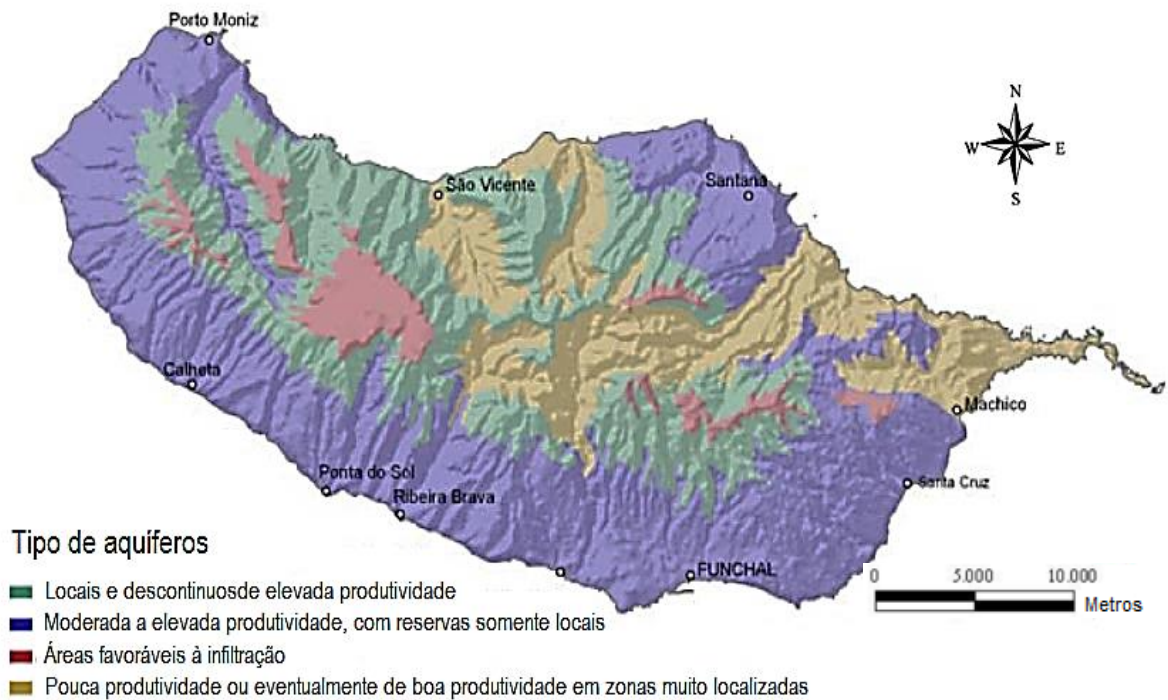 Porto Moniz
N
W E
S
São Vicente
Santana
Calheta
Machico
Ponta do Sol
Santa Cruz
Ribeira Brava
FUNCHAL
Tipo de aquíferos
0 5.000 10.000
Metros
Locais e descontinuosde elevada produtividade
Moderada a elevada produtividade, com reservas somente locais
Áreas favoráveis à infiltração
Pouca produtividade ou eventualmente de boa produtividade em zonas muito localizadas